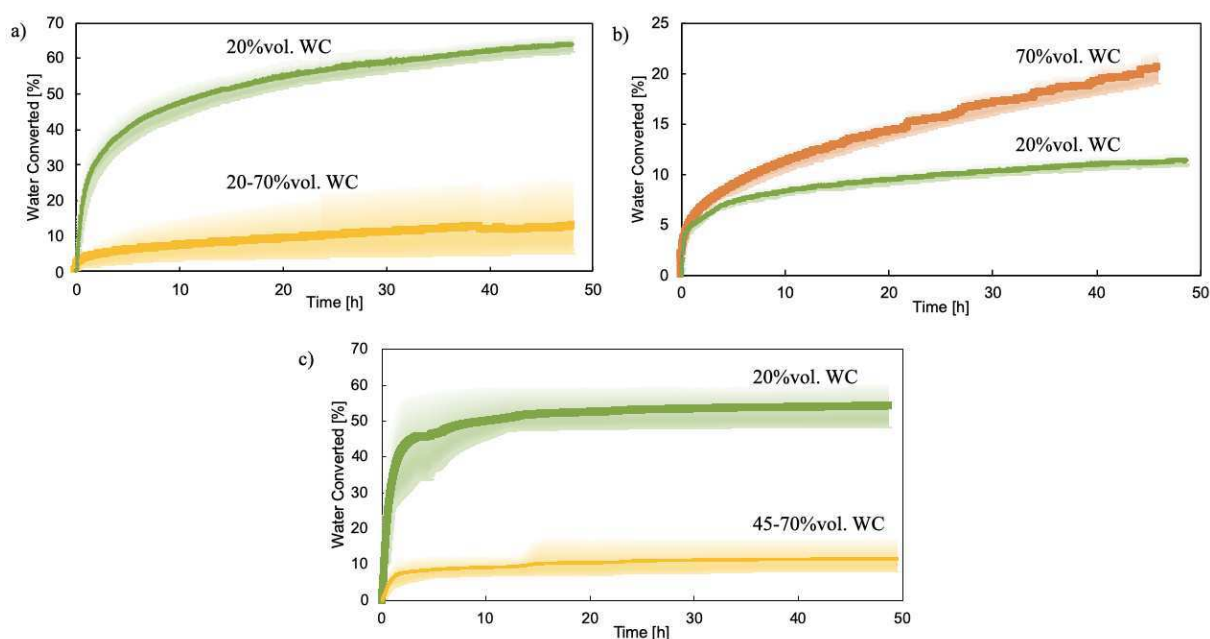 a)
Water Converted [%]
70
60
50
40
30
20
10
0
20%vol. WC
20-70%vol. WC
0 10 20 30 40 50
Time [h]
b)
Water Converted [%]
25
20
15
10
5
0
70%vol. WC
20%vol. WC
0 10 20 30 40 50
Time [h]
c)
Water Converted [%]
70
60
50
40
30
20
10
0
20%vol. WC
45-70%vol. WC
0 10 20 30 40 50
Time [h]